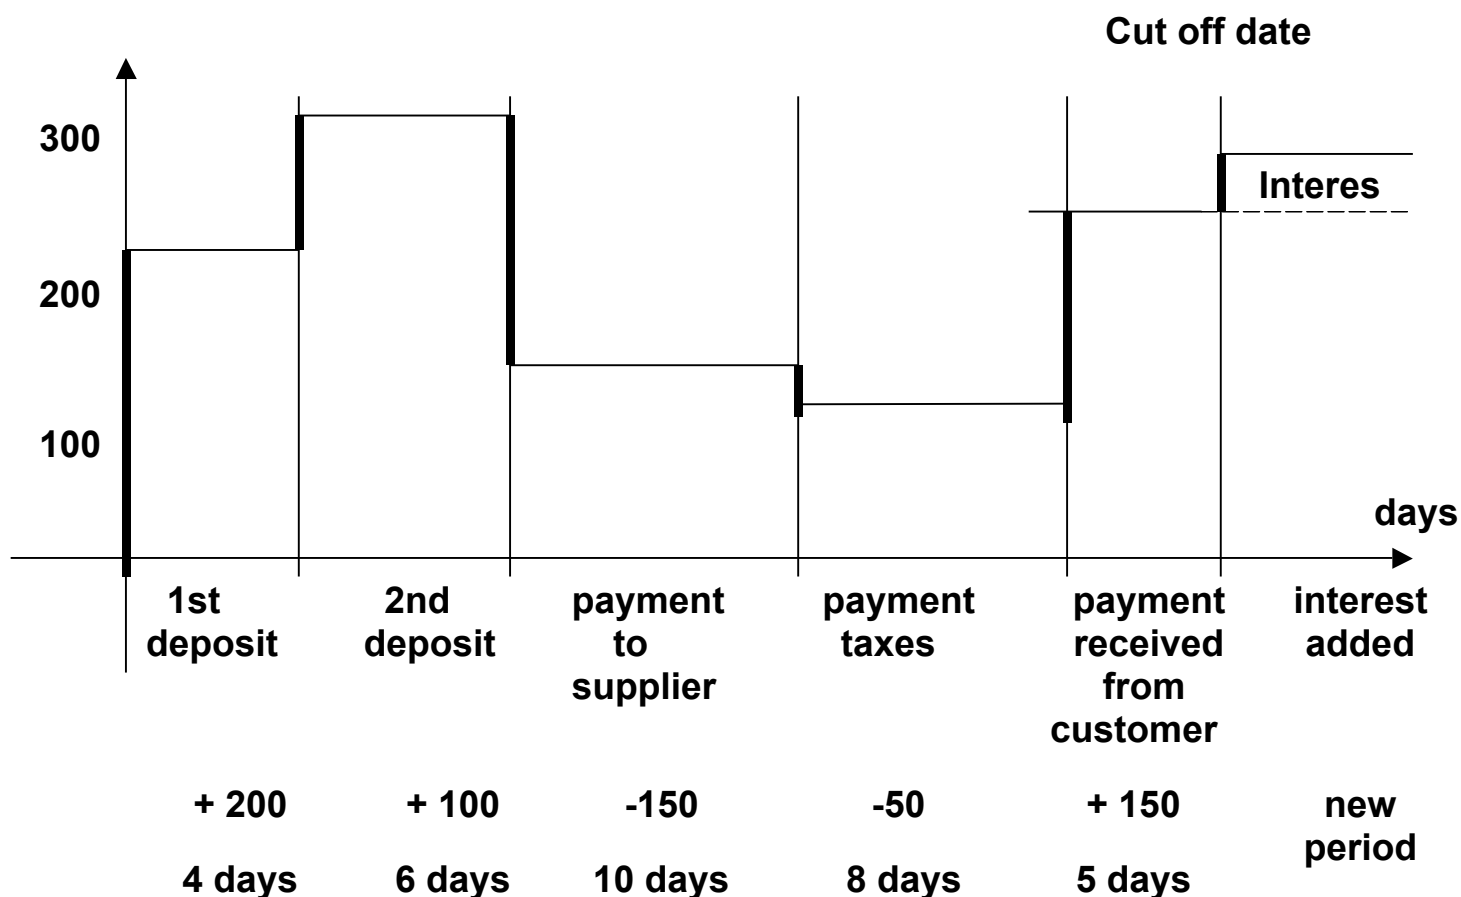 Cut off date
300
Interes
200
100
days
1st
deposit
2nd
deposit
payment
to
supplier
payment
taxes
payment
received
from
customer
interest
added
+ 200
+ 100
-150
-50
+ 150
new
period
4 days
6 days
10 days
8 days
5 days